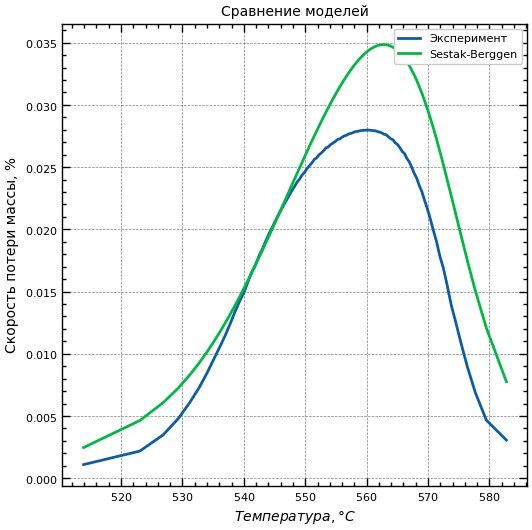 Сравнение моделей
Эксперимент
Sestak-Berggen
Скорость потери массы, %
0.035
0.030
0.025
0.020
0.015
0.010
0.005
0.000
520 530 540 550 560 570 580
Температура, °C